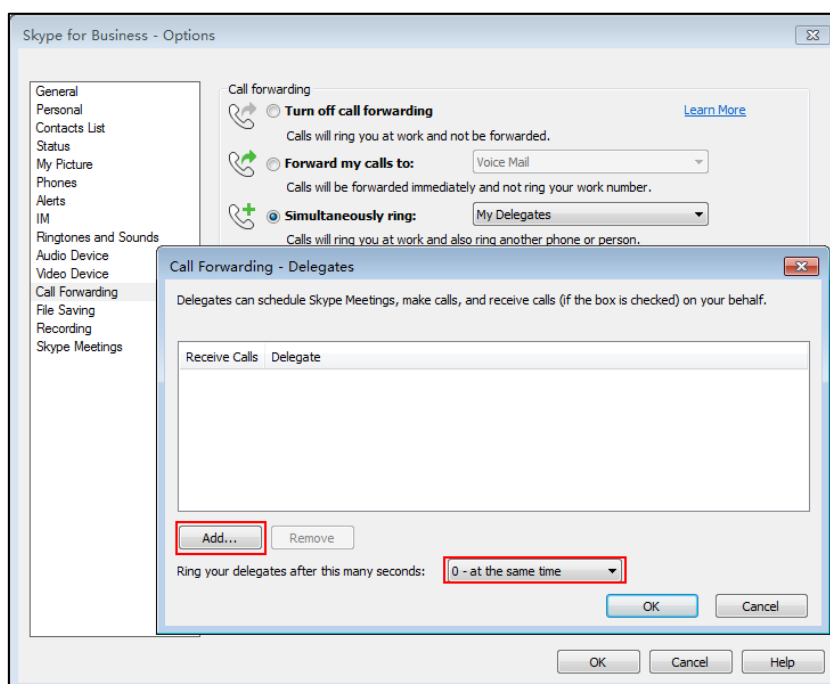 Skype for Business - Options
General
Personal
Contacts List
Status
My Picture
Phones
Alerts
IM
Ringtones and Sounds
Audio Device
Video Device
Call Forwarding
File Saving
Recording
Skype Meetings
Call forwarding
Turn off call forwarding
Learn More
Calls will ring you at work and not be forwarded.
Forward my calls to:
Voice Mail
Calls will be forwarded immediately and not ring your work number.
Simultaneously ring:
My Delegates
Calls will ring you at work and also ring another phone or person.
Call Forwarding - Delegates
Delegates can schedule Skype Meetings, make calls, and receive calls (if the box is checked) on your behalf.
Receive Calls Delegate
Add... Remove
Ring your delegates after this many seconds: 0 - at the same time
OK Cancel
OK Cancel Help